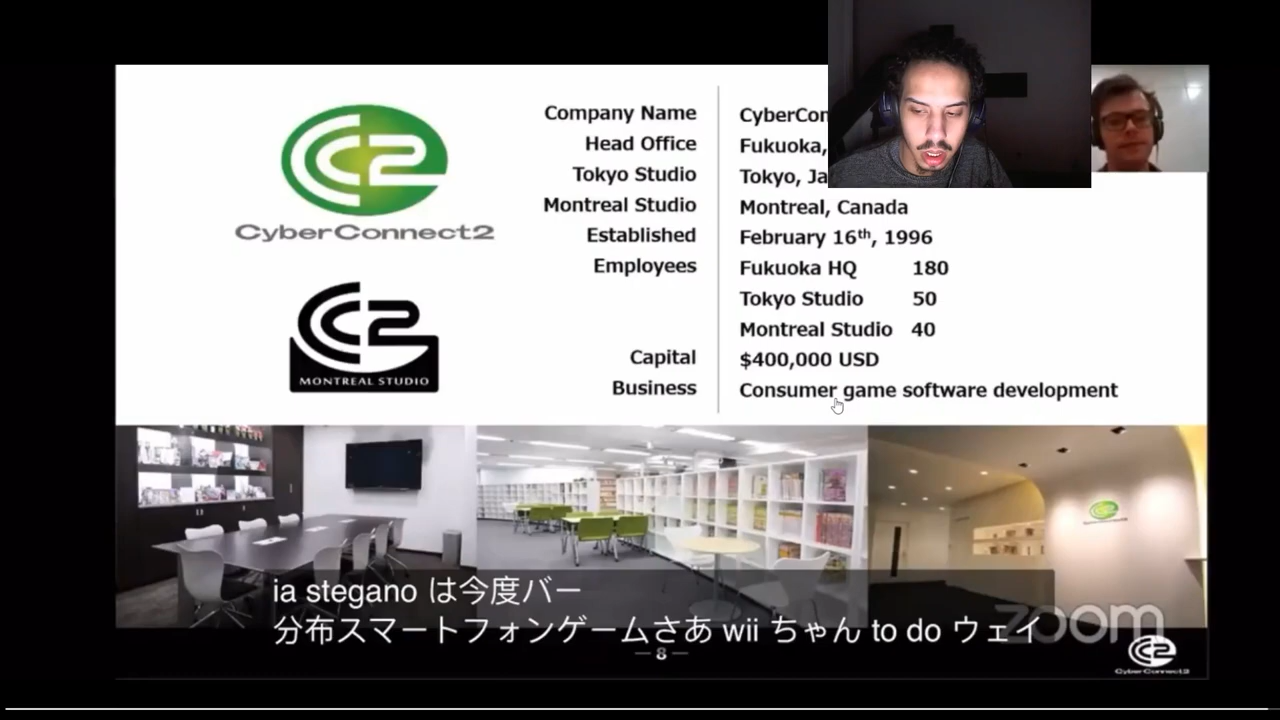 CyberConnect2
MONTREAL STUDIO
Company Name
Head Office Fukuoka,
Tokyo Studio Tokyo, Ja
Montreal Studio Montreal, Canada
Established February 16th, 1996
Employees Fukuoka HQ 180
Tokyo Studio 50
Montreal Studio 40
Capital $400,000 USD
Business Consumer game software development
ia stegano は今度バー
分布スマートフォンゲームさあ wii ちゃん to do ウェイ
zoom
— 8 —
CyberConnect2